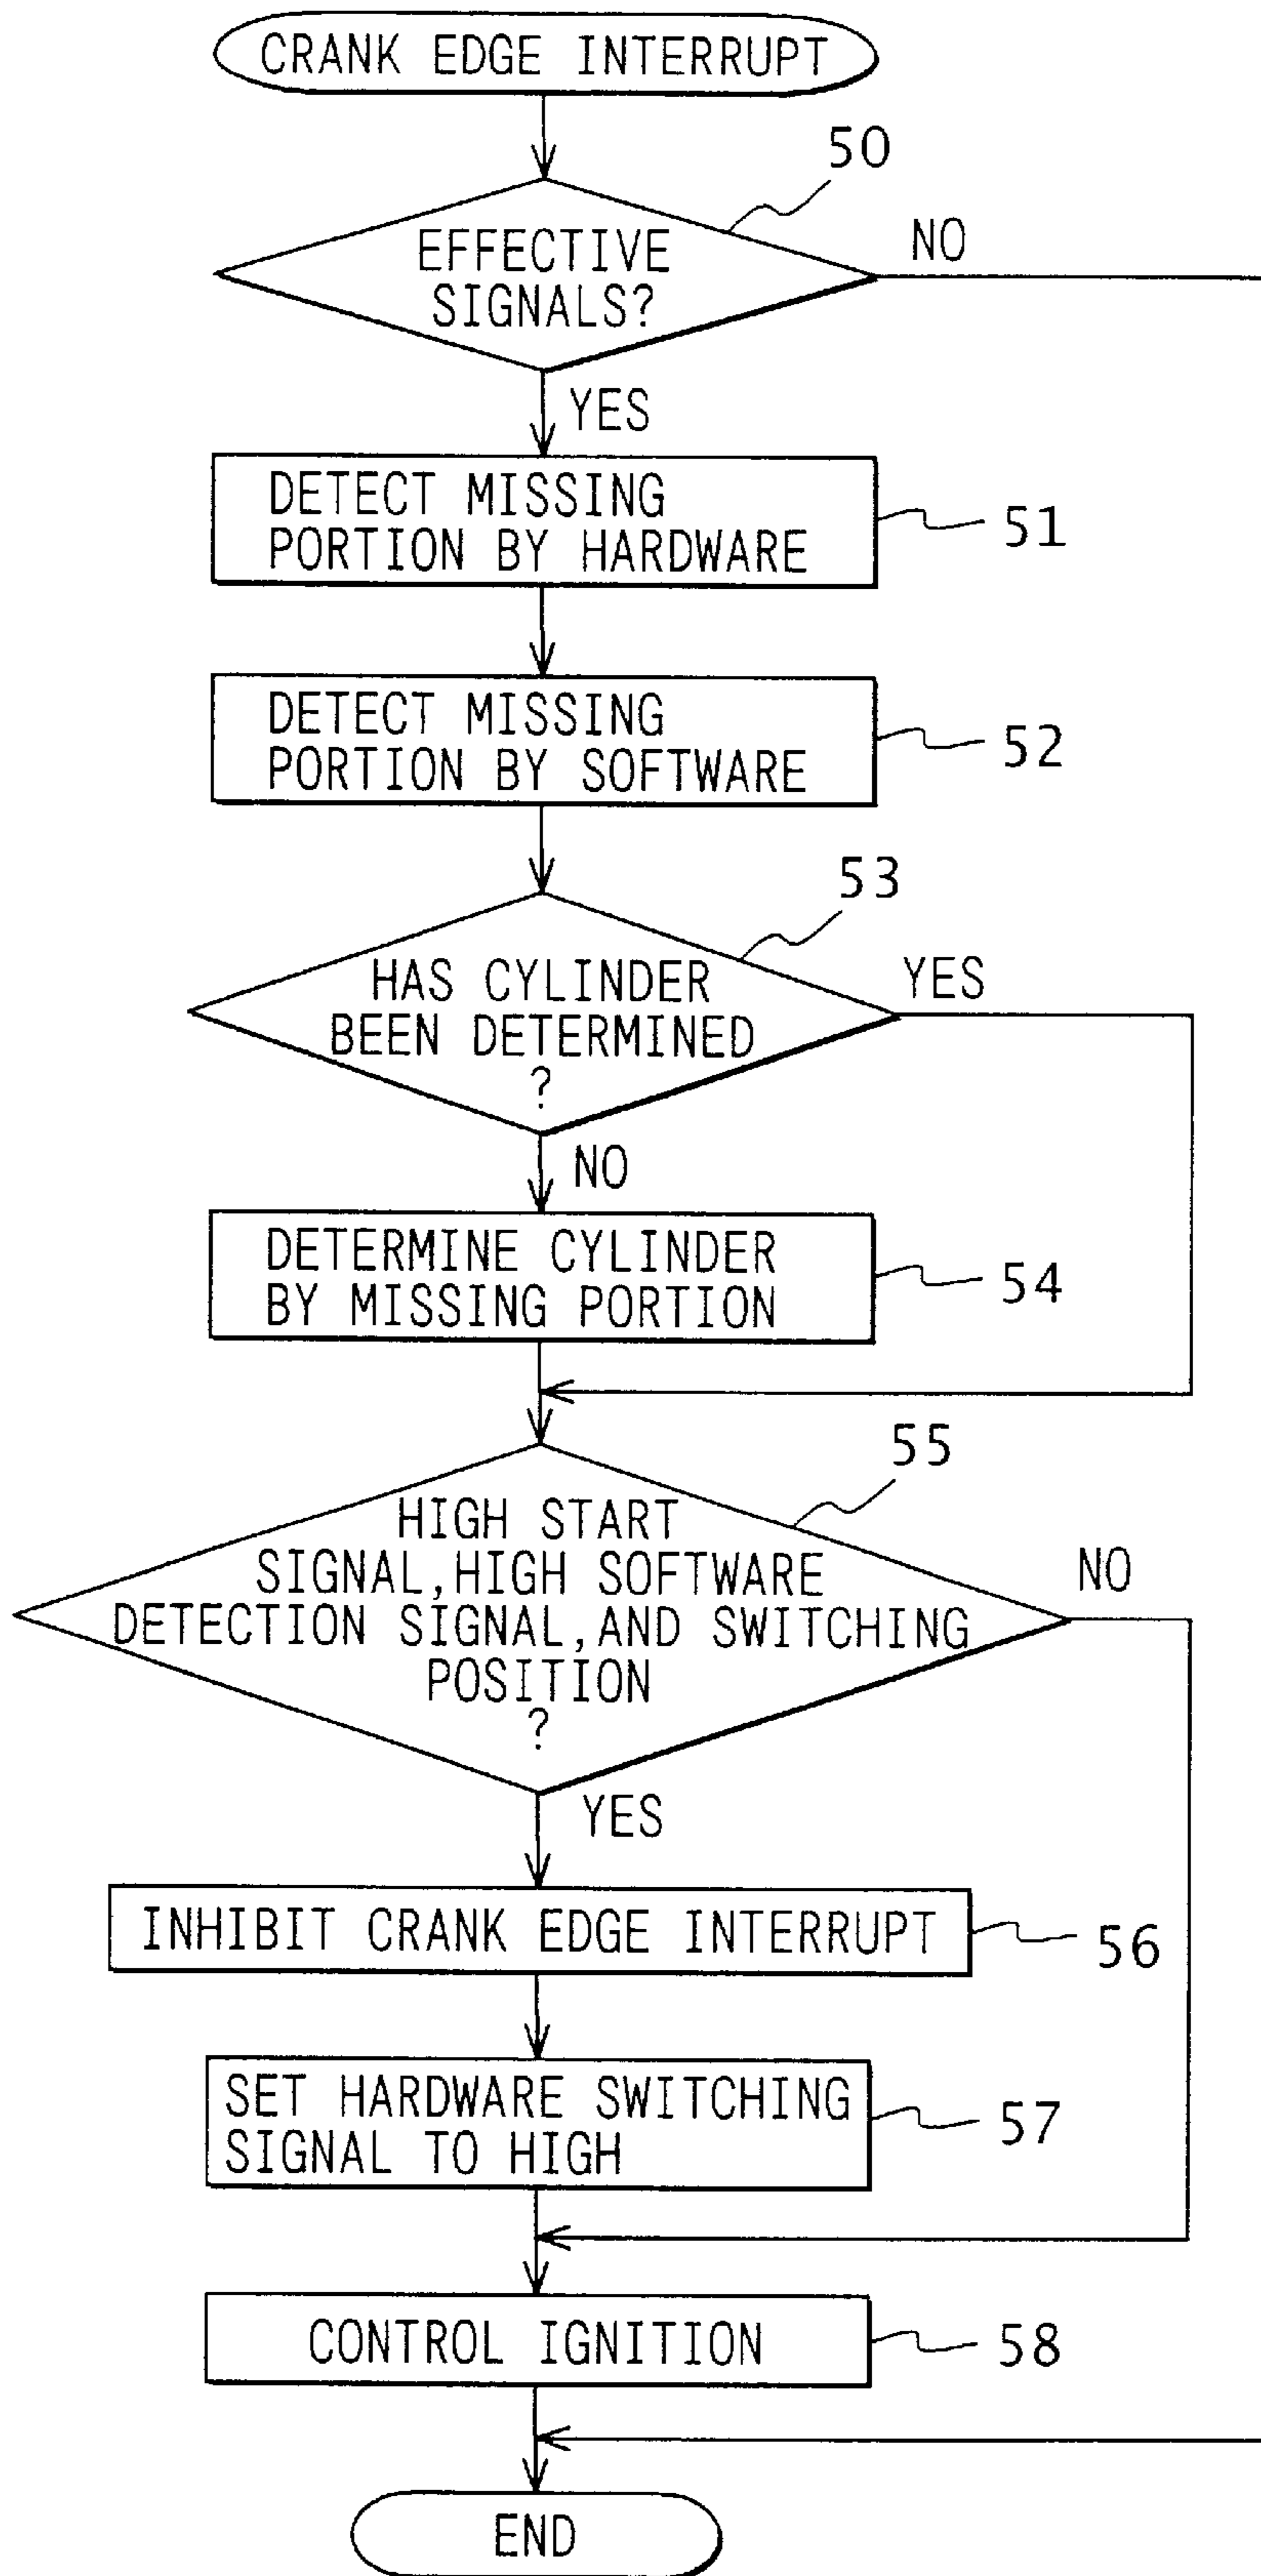 CRANK EDGE INTERRUPT
50
EFFECTIVE
SIGNALS?
NO
YES
DETECT MISSING
PORTION BY HARDWARE
51
DETECT MISSING
PORTION BY SOFTWARE
52
53
HAS CYLINDER
BEEN DETERMINED
?
YES
NO
DETERMINE CYLINDER
BY MISSING PORTION
54
55
HIGH START
SIGNAL,HIGH SOFTWARE
DETECTION SIGNAL,AND SWITCHING
POSITION
?
NO
YES
INHIBIT CRANK EDGE INTERRUPT
56
SET HARDWARE SWITCHING
SIGNAL TO HIGH
57
CONTROL IGNITION
58
END